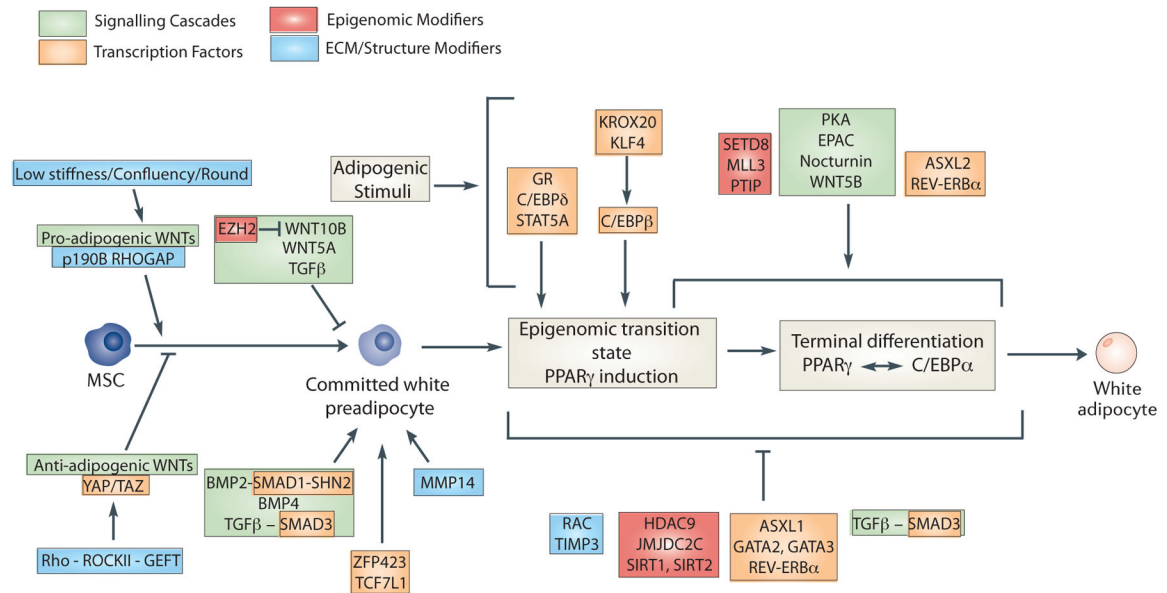 Signalling Cascades
Epigenomic Modifiers
Transcription Factors
ECM/Structure Modifiers
Low stiffness/Confluency/Round
Pro-adipogenic WNTs
p190B RHOGAP
EZH2
WNT10B
WNT5A
TGFβ
Adipogenic
Stimuli
GR
C/EBPδ
STAT5A
KROX20
KLF4
C/EBPβ
SETD8
MLL3
PTIP
PKA
EPAC
Nocturnin
WNT5B
ASXL2
REV-ERBα
MSC
Committed white
preadipocyte
Epigenomic transition
state
PPARγ induction
Terminal differentiation
PPARγ C/EBPα
White
adipocyte
Anti-adipogenic WNTs
YAP/TAZ
Rho - ROCKII - GEFT
BMP2-SMAD1-SHN2
BMP4
TGFβ – SMAD3
ZFP423
TCF7L1
MMP14
RAC
TIMP3
HDAC9
JMJDC2C
SIRT1, SIRT2
ASXL1
GATA2, GATA3
REV-ERBα
TGFβ – SMAD3